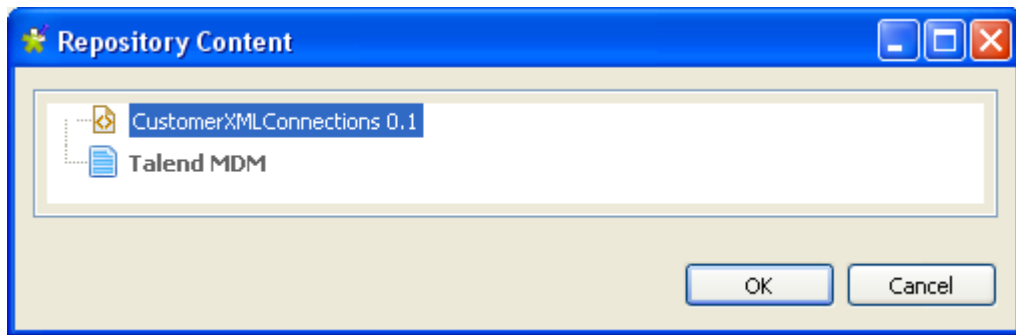 Repository Content
CustomerXMLConnections 0.1
Talend MDM
OK
Cancel